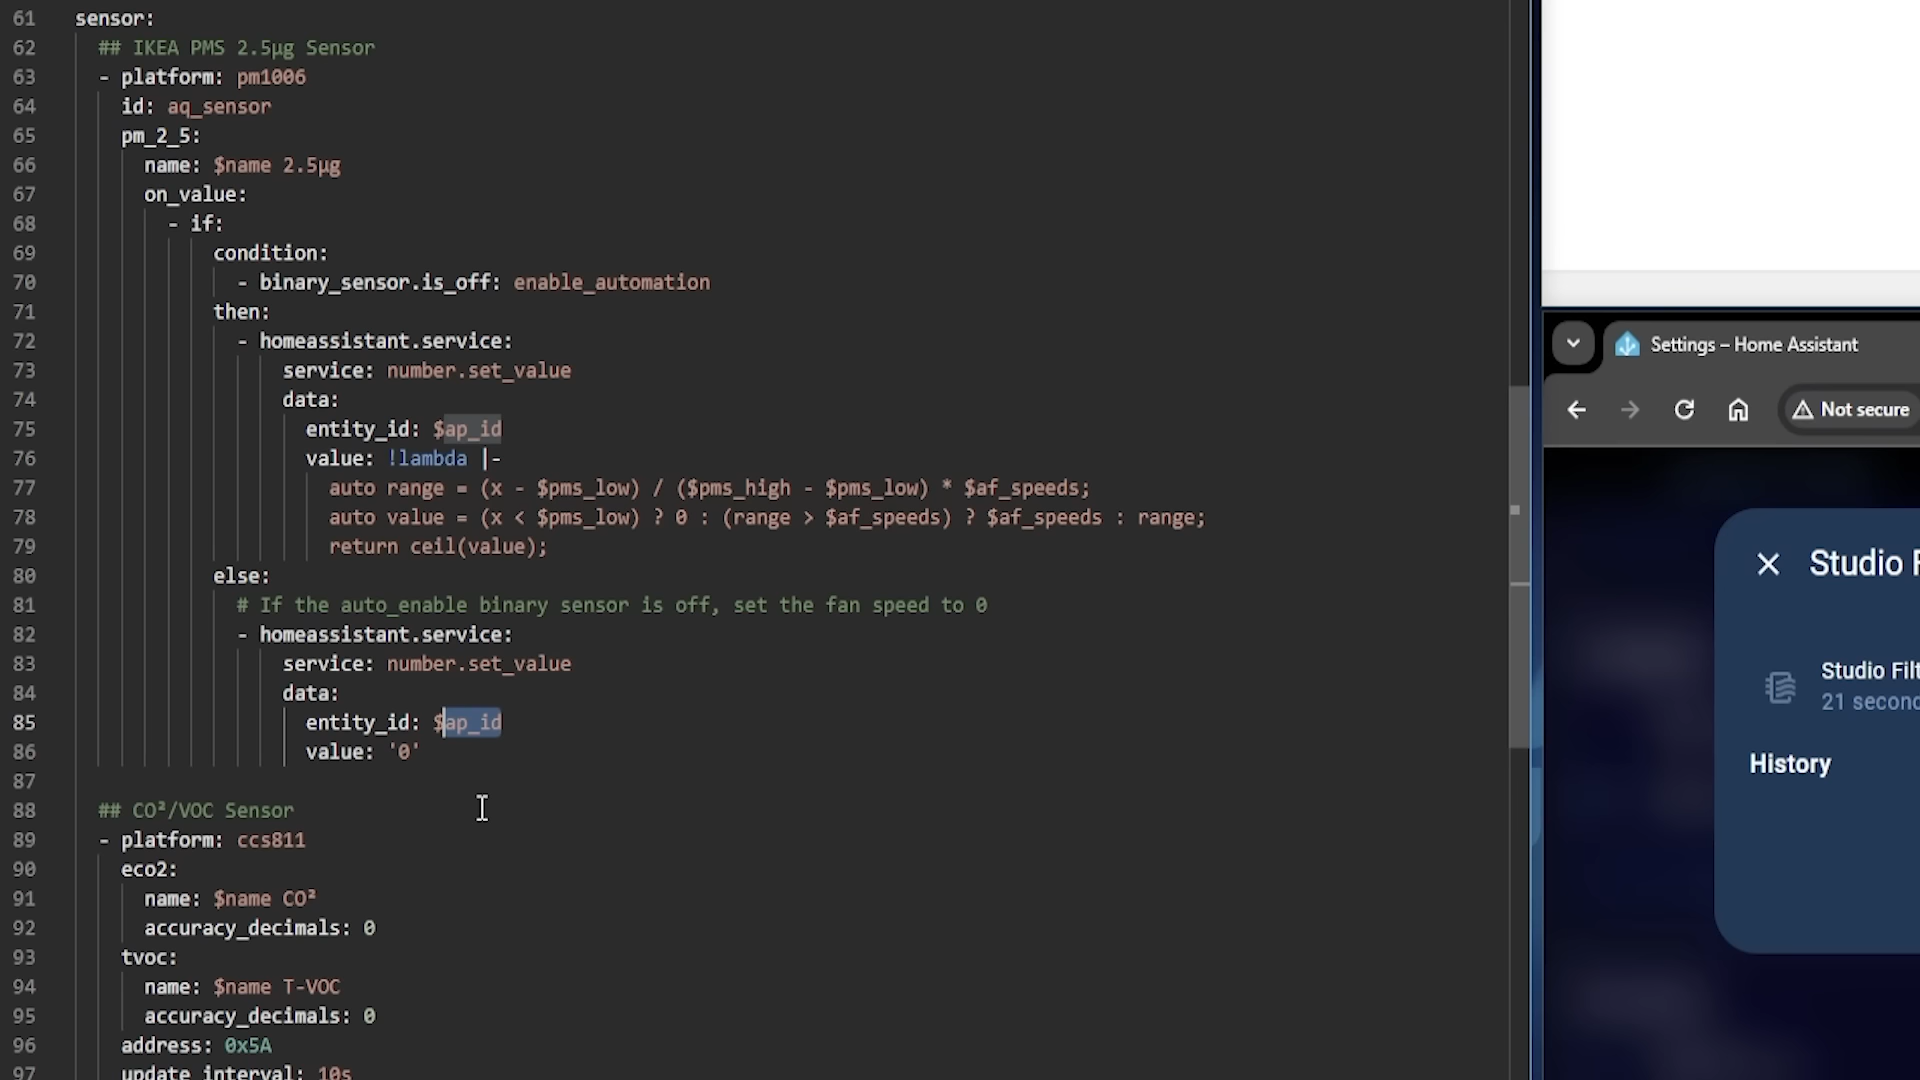 61 sensor:
62 ## IKEA PMS 2.5µg Sensor
63 - platform: pm1006
64 id: aq_sensor
65 pm_2_5:
66 name: $name 2.5µg
67 on_value:
68 - if:
69 condition:
70 - binary_sensor.is_off: enable_automation
71 then:
72 - homeassistant.service:
73 service: number.set_value
74 data:
75 entity_id: $ap_id
76 value: !lambda |-
77 auto range = (x - $pms_low) / ($pms_high - $pms_low) * $af_speeds;
78 auto value = (x < $pms_low) ? 0 : (range > $af_speeds) ? $af_speeds : range;
79 return ceil(value);
80 else:
81 # If the auto_enable binary sensor is off, set the fan speed to 0
82 - homeassistant.service:
83 service: number.set_value
84 data:
85 entity_id: $ap_id
86 value: '0'
87
88 ## CO²/VOC Sensor
89 - platform: ccs811
90 eco2:
91 name: $name CO²
92 accuracy_decimals: 0
93 tvoc:
94 name: $name T-VOC
95 accuracy_decimals: 0
96 address: 0x5A
97 update_interval: 10s
Settings – Home Assistant
Not secure
Studio F
Studio Filt
21 second
History